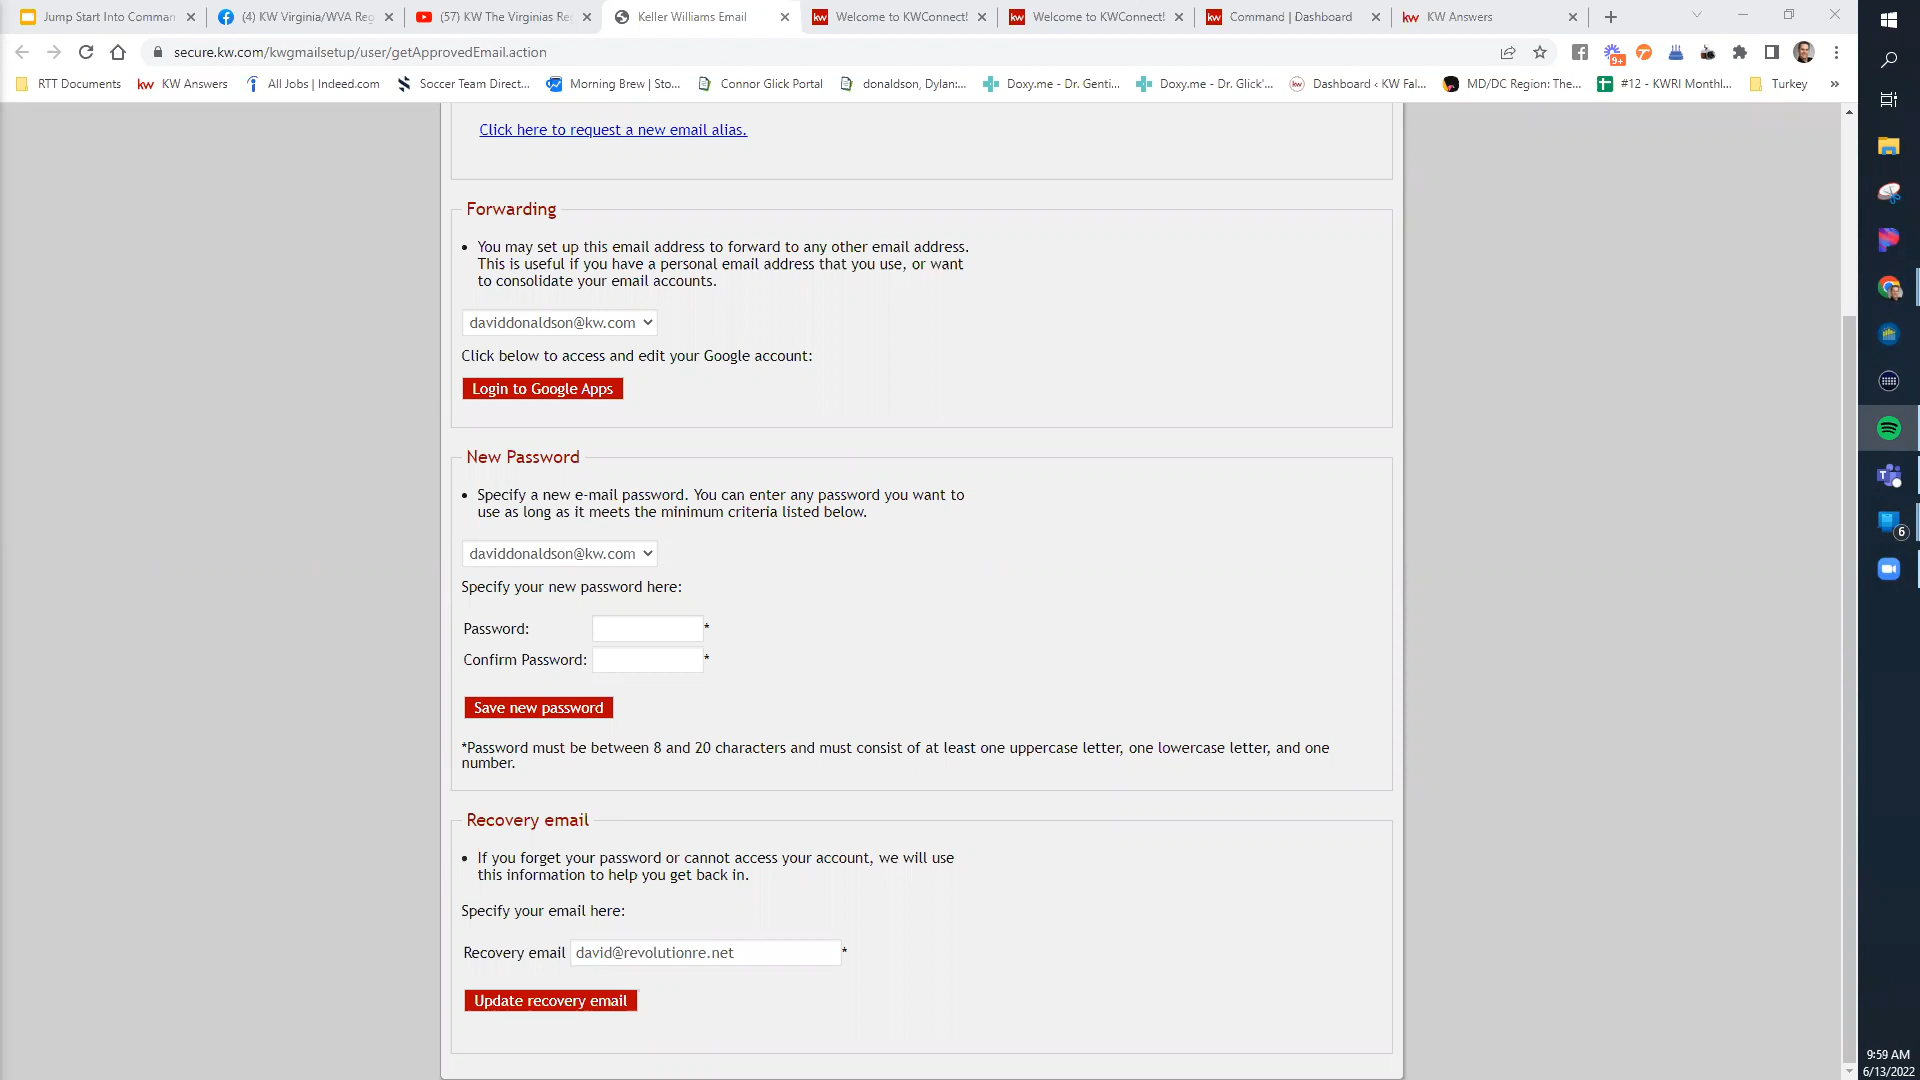 Jump Start Into Comman
(4) KW Virginia/WVA Reg
(57) KW The Virginias Re
Keller Williams Email
kw Welcome to KWConnect!
kw Welcome to KWConnect!
kw Command | Dashboard
kw KW Answers
secure.kw.com/kwgmailsetup/user/getApprovedEmail.action
9+
RTT Documents
kw KW Answers
All Jobs | Indeed.com
Soccer Team Direct...
Morning Brew | Sto...
Connor Glick Portal
donaldson, Dylan:...
Doxy.me - Dr. Genti...
Doxy.me - Dr. Glick'...
kw Dashboard ‹ KW Fal...
MD/DC Region: The...
#12 - KWRI Monthl...
Turkey
»
Click here to request a new email alias.
Forwarding
• You may set up this email address to forward to any other email address.
This is useful if you have a personal email address that you use, or want
to consolidate your email accounts.
daviddonaldson@kw.com
Click below to access and edit your Google account:
Login to Google Apps
New Password
• Specify a new e-mail password. You can enter any password you want to
use as long as it meets the minimum criteria listed below.
daviddonaldson@kw.com
Specify your new password here:
Password: *
Confirm Password: *
Save new password
*Password must be between 8 and 20 characters and must consist of at least one uppercase letter, one lowercase letter, and one
number.
Recovery email
• If you forget your password or cannot access your account, we will use
this information to help you get back in.
Specify your email here:
Recovery email david@revolutionre.net *
Update recovery email
T
6
9:59 AM
6/13/2022